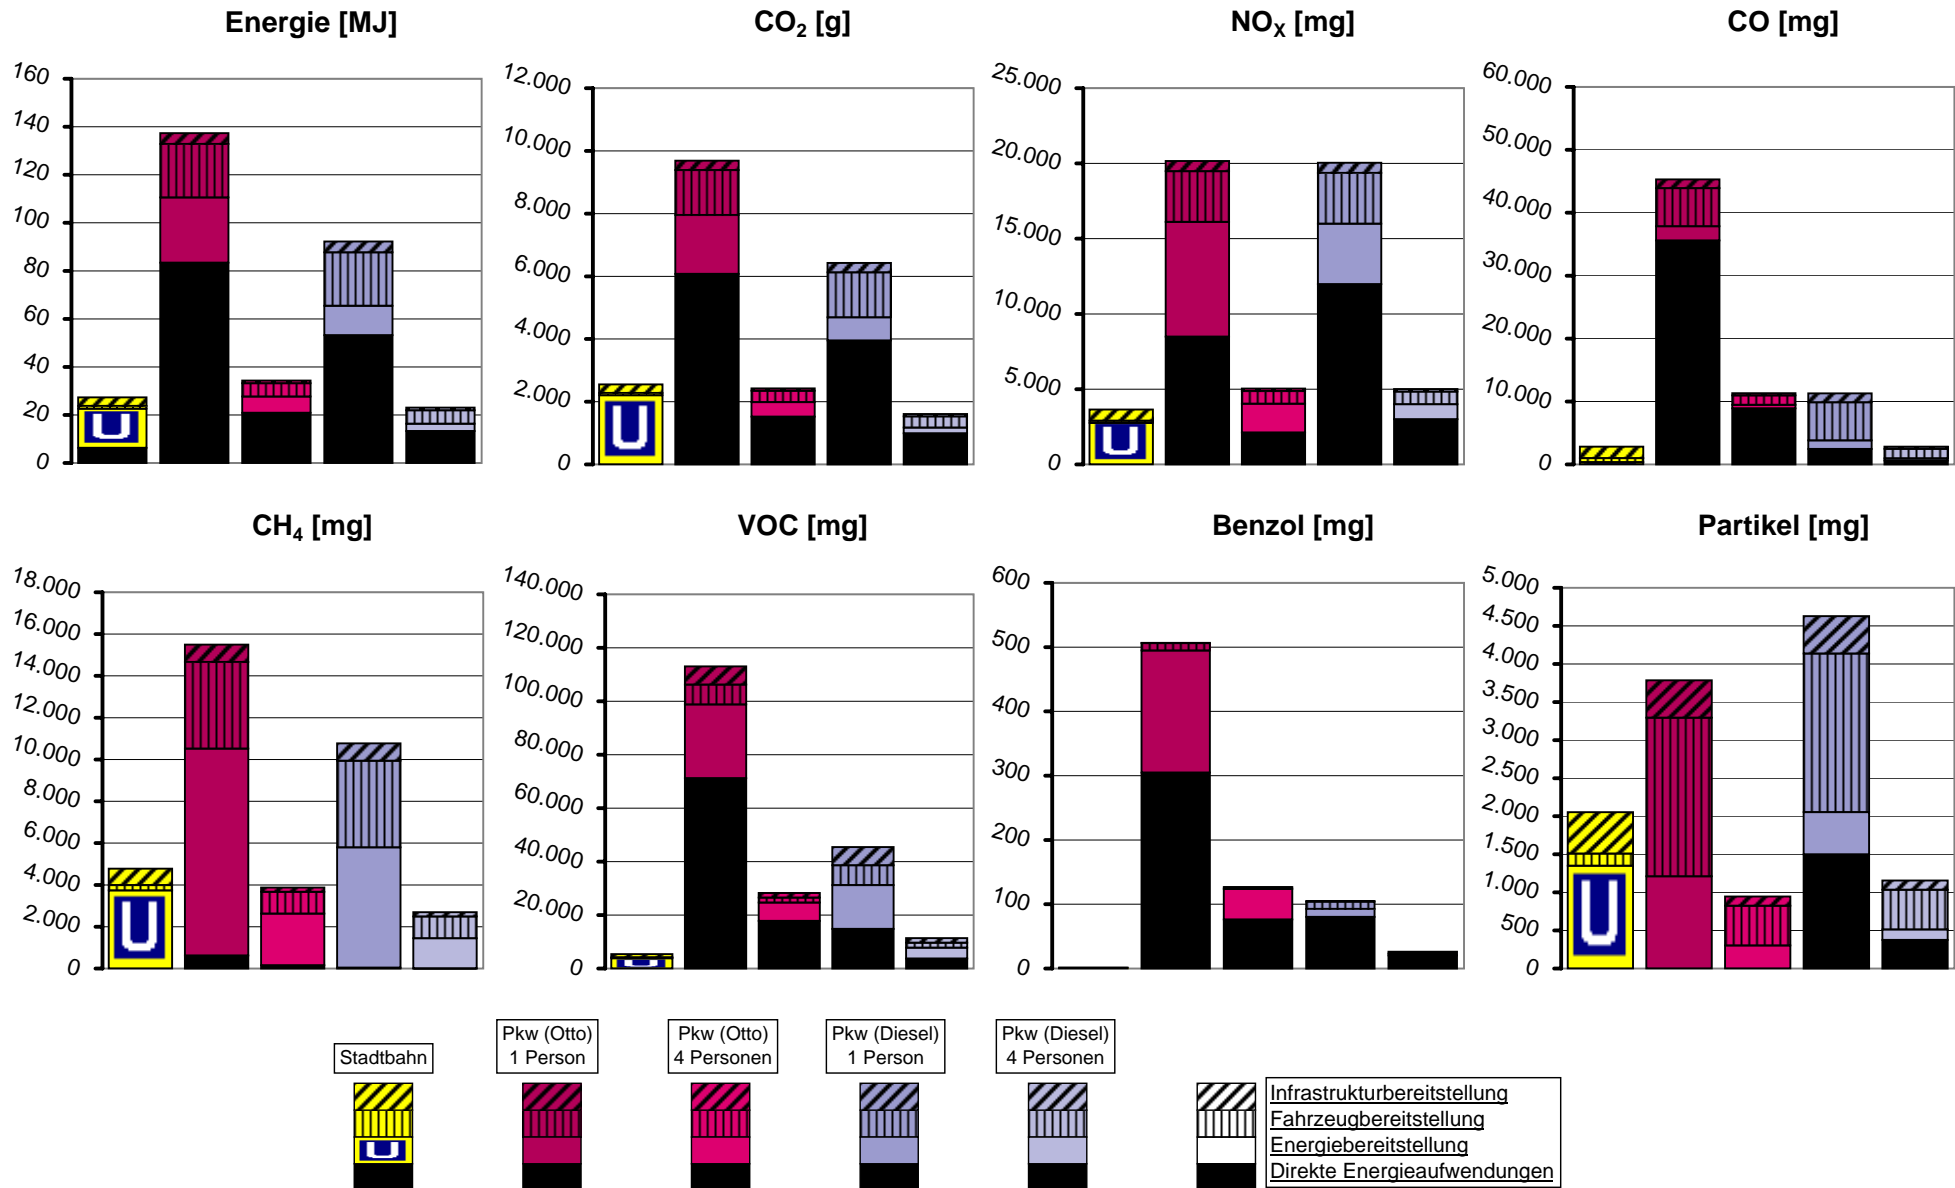 Energie [MJ]
160
140
120
100
80
60
40
20
0
CO₂ [g]
12.000
10.000
8.000
6.000
4.000
2.000
0
U
U
NOₓ [mg]
25.000
20.000
15.000
10.000
5.000
0
U
CO [mg]
60.000
50.000
40.000
30.000
20.000
10.000
0
CH₄ [mg]
18.000
16.000
14.000
12.000
10.000
8.000
6.000
4.000
2.000
0
U
VOC [mg]
140.000
120.000
100.000
80.000
60.000
40.000
20.000
0
U
Benzol [mg]
600
500
400
300
200
100
0
Partikel [mg]
5.000
4.500
4.000
3.500
3.000
2.500
2.000
1.500
1.000
500
0
U
Stadtbahn
Pkw (Otto)
1 Person
Pkw (Otto)
4 Personen
Pkw (Diesel)
1 Person
Pkw (Diesel)
4 Personen
U
Infrastrukturbereitstellung
Fahrzeugbereitstellung
Energiebereitstellung
Direkte Energieaufwendungen